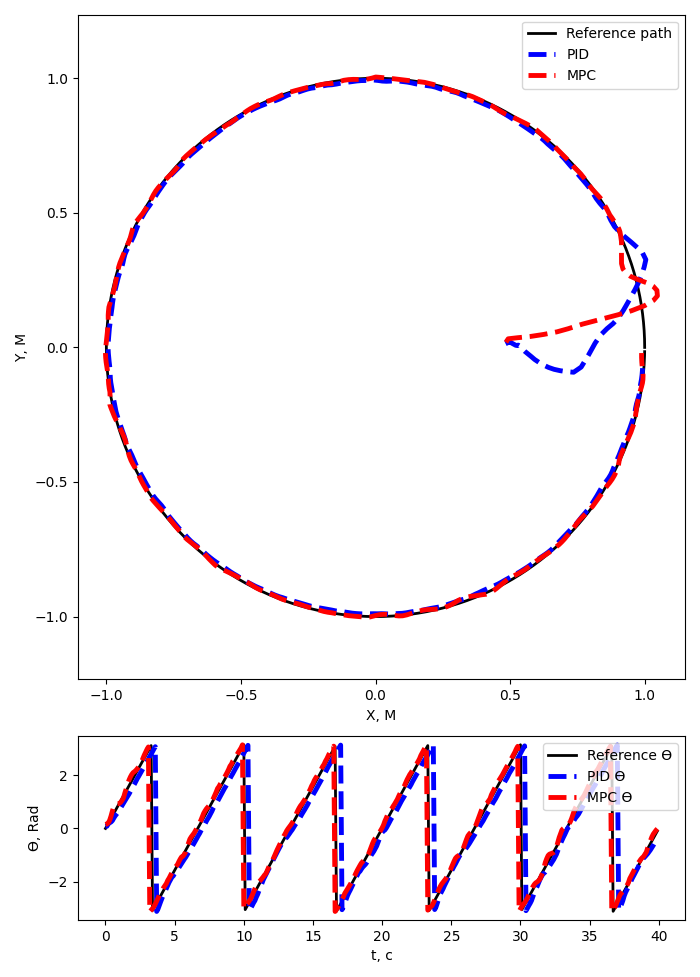 Reference path
PID
MPC
1.0
0.5
0.0
−0.5
−1.0
Y, M
−1.0 −0.5 0.0 0.5 1.0
X, M
Reference Θ
PID Θ
MPC Θ
2
0
−2
Θ, Rad
0 5 10 15 20 25 30 35 40
t, c